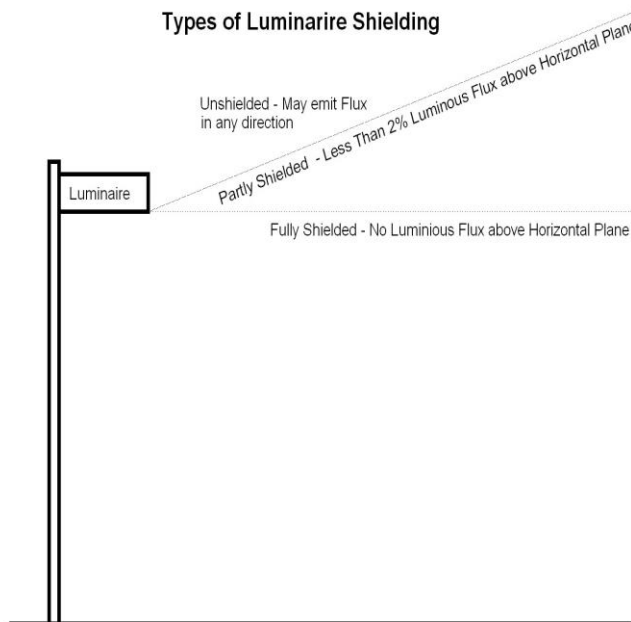 Types of Luminarire Shielding
Unshielded - May emit Flux
in any direction
Partly Shielded - Less Than 2% Luminous Flux above Horizontal Plane
Luminaire
Fully Shielded - No Luminious Flux above Horizontal Plane